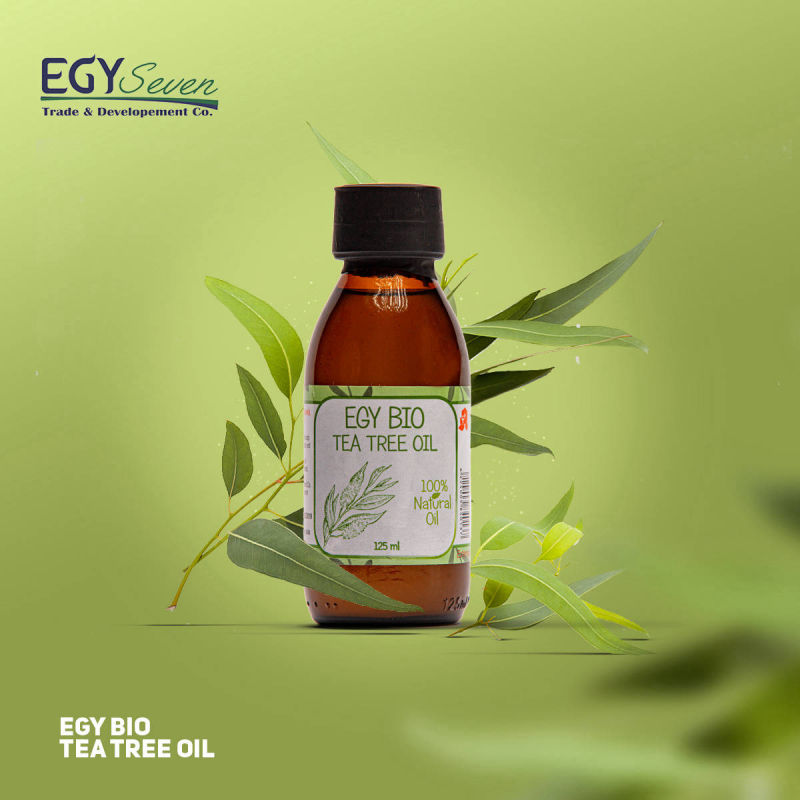 EGY Seven
Trade & Developement Co.
EGY BIO
TEA TREE OIL
100%
Natural
Oil
125 ml
EGY BIO
TEA TREE OIL